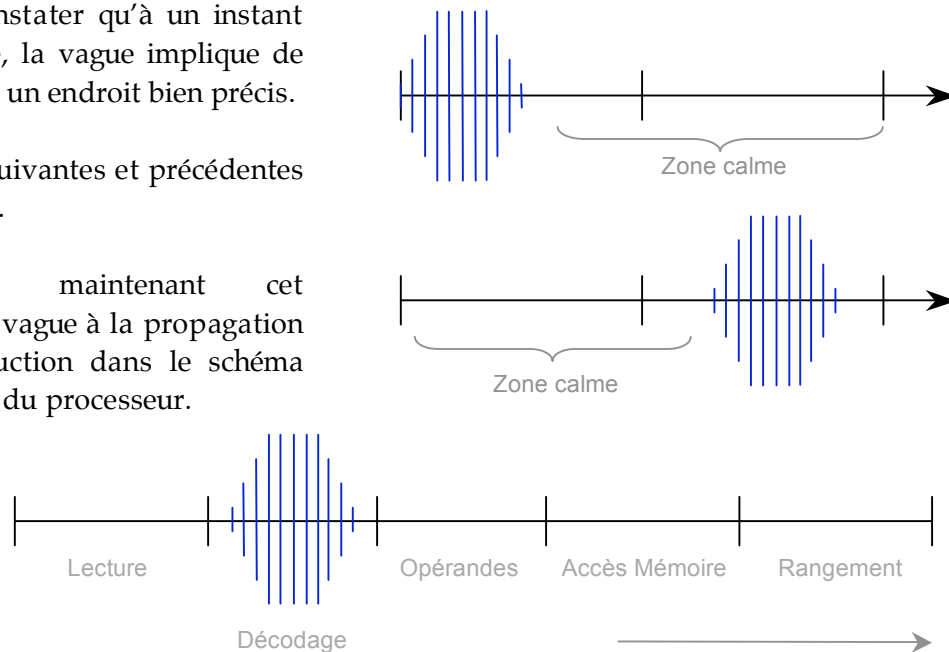 nstater qu’à un instant
, la vague implique de
un endroit bien précis.
uivantes et précédentes
.
maintenant cet
vague à la propagation
uction dans le schéma
du processeur.
Zone calme
Zone calme
Lecture
Décodage
Opérandes
Accès Mémoire
Rangement